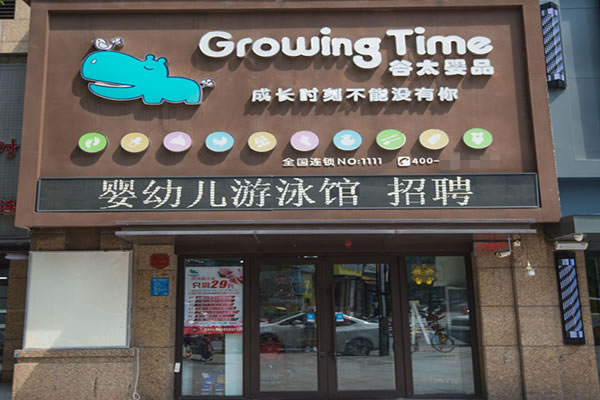 Growing Time
谷太婴品
成长时刻不能没有你
全国连锁NO:1111 400-
婴幼儿游泳馆 招聘
只需29元